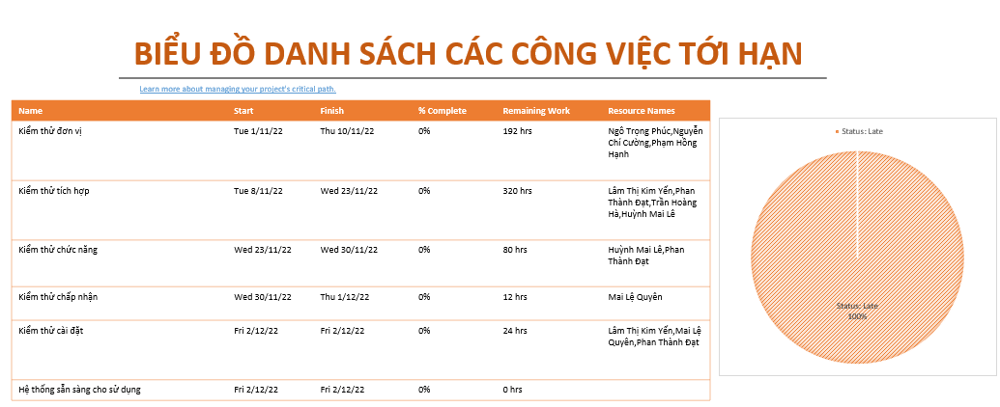 BIỂU ĐỒ DANH SÁCH CÁC CÔNG VIỆC TỚI HẠN
Learn more about managing your project's critical path.
Name Start Finish % Complete Remaining Work Resource Names
Kiểm thử đơn vị Tue 1/11/22 Thu 10/11/22 0% 192 hrs Ngô Trọng Phúc,Nguyễn
Chí Cường,Phạm Hồng
Hạnh
Kiểm thử tích hợp Tue 8/11/22 Wed 23/11/22 0% 320 hrs Lâm Thị Kim Yến,Phan
Thành Đạt,Trần Hoàng
Hà,Huỳnh Mai Lê
Kiểm thử chức năng Wed 23/11/22 Wed 30/11/22 0% 80 hrs Huỳnh Mai Lê,Phan
Thành Đạt
Kiểm thử chấp nhận Wed 30/11/22 Thu 1/12/22 0% 12 hrs Mai Lệ Quyên
Kiểm thử cài đặt Fri 2/12/22 Fri 2/12/22 0% 24 hrs Lâm Thị Kim Yến,Mai Lệ
Quyên,Phan Thành Đạt
Hệ thống sẵn sàng cho sử dụng Fri 2/12/22 Fri 2/12/22 0% 0 hrs
Status: Late
Status: Late
100%